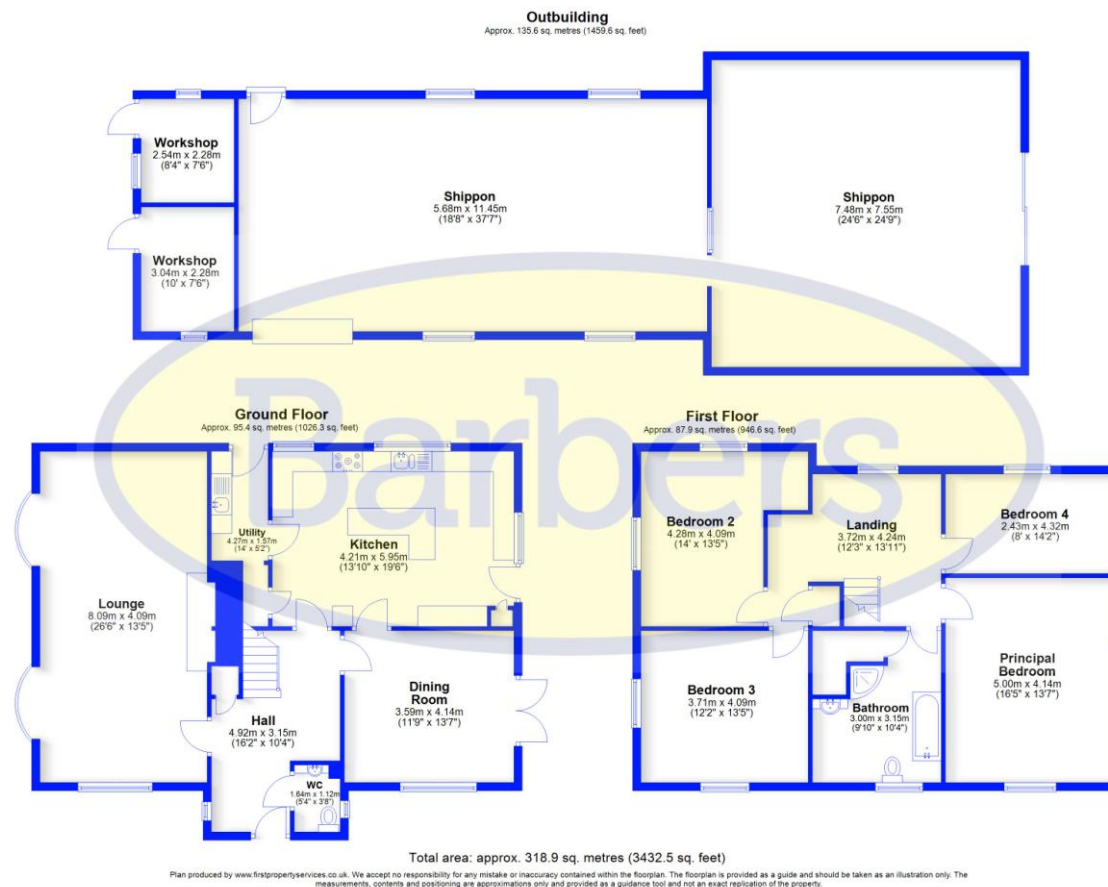 Outbuilding
Approx. 135.6 sq. metres (1459.6 sq. feet)
Workshop
2.54m x 2.28m
(8'4" x 7'6")
Shippon
5.68m x 11.45m
(18'8" x 37'7")
Shippon
7.48m x 7.55m
(24'6" x 24'9")
Workshop
3.04m x 2.28m
(10' x 7'6")
Barbers
Ground Floor
Approx. 95.4 sq. metres (1026.3 sq. feet)
Utility
4.27m x 1.57m
(14' x 5'2")
Kitchen
4.21m x 5.95m
(13'10" x 19'6")
Lounge
8.09m x 4.09m
(26'6" x 13'5")
Dining
Room
3.59m x 4.14m
(11'9" x 13'7")
Hall
4.92m x 3.15m
(16'2" x 10'4")
WC
1.64m x 1.12m
(5'4" x 3'8")
First Floor
Approx. 87.9 sq. metres (946.6 sq. feet)
Bedroom 2
4.28m x 4.09m
(14' x 13'5")
Landing
3.72m x 4.24m
(12'3" x 13'11")
Bedroom 4
2.43m x 4.32m
(8' x 14'2")
Bedroom 3
3.71m x 4.09m
(12'2" x 13'5")
Bathroom
3.00m x 3.15m
(9'10" x 10'4")
Principal
Bedroom
5.00m x 4.14m
(16'5" x 13'7")
Total area: approx. 318.9 sq. metres (3432.5 sq. feet)
Plan produced by www.firstpropertyservices.co.uk. We accept no responsibility for any mistake or inaccuracy contained within the floorplan. The floorplan is provided as a guide and should be taken as an illustration only. The
measurements, contents and positioning are approximations only and provided as a guidance tool and not an exact replication of the property.